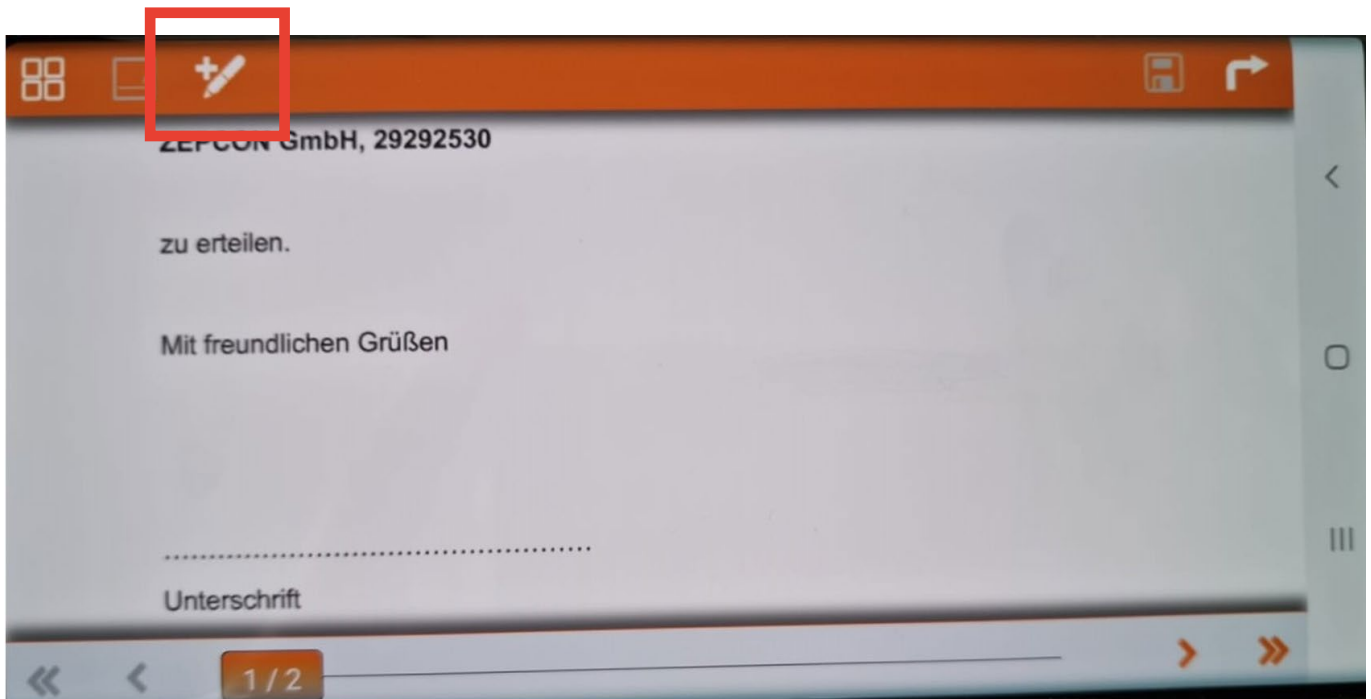 ZEPCON GmbH, 29292530
zu erteilen.
Mit freundlichen Grüßen
Unterschrift
1/2